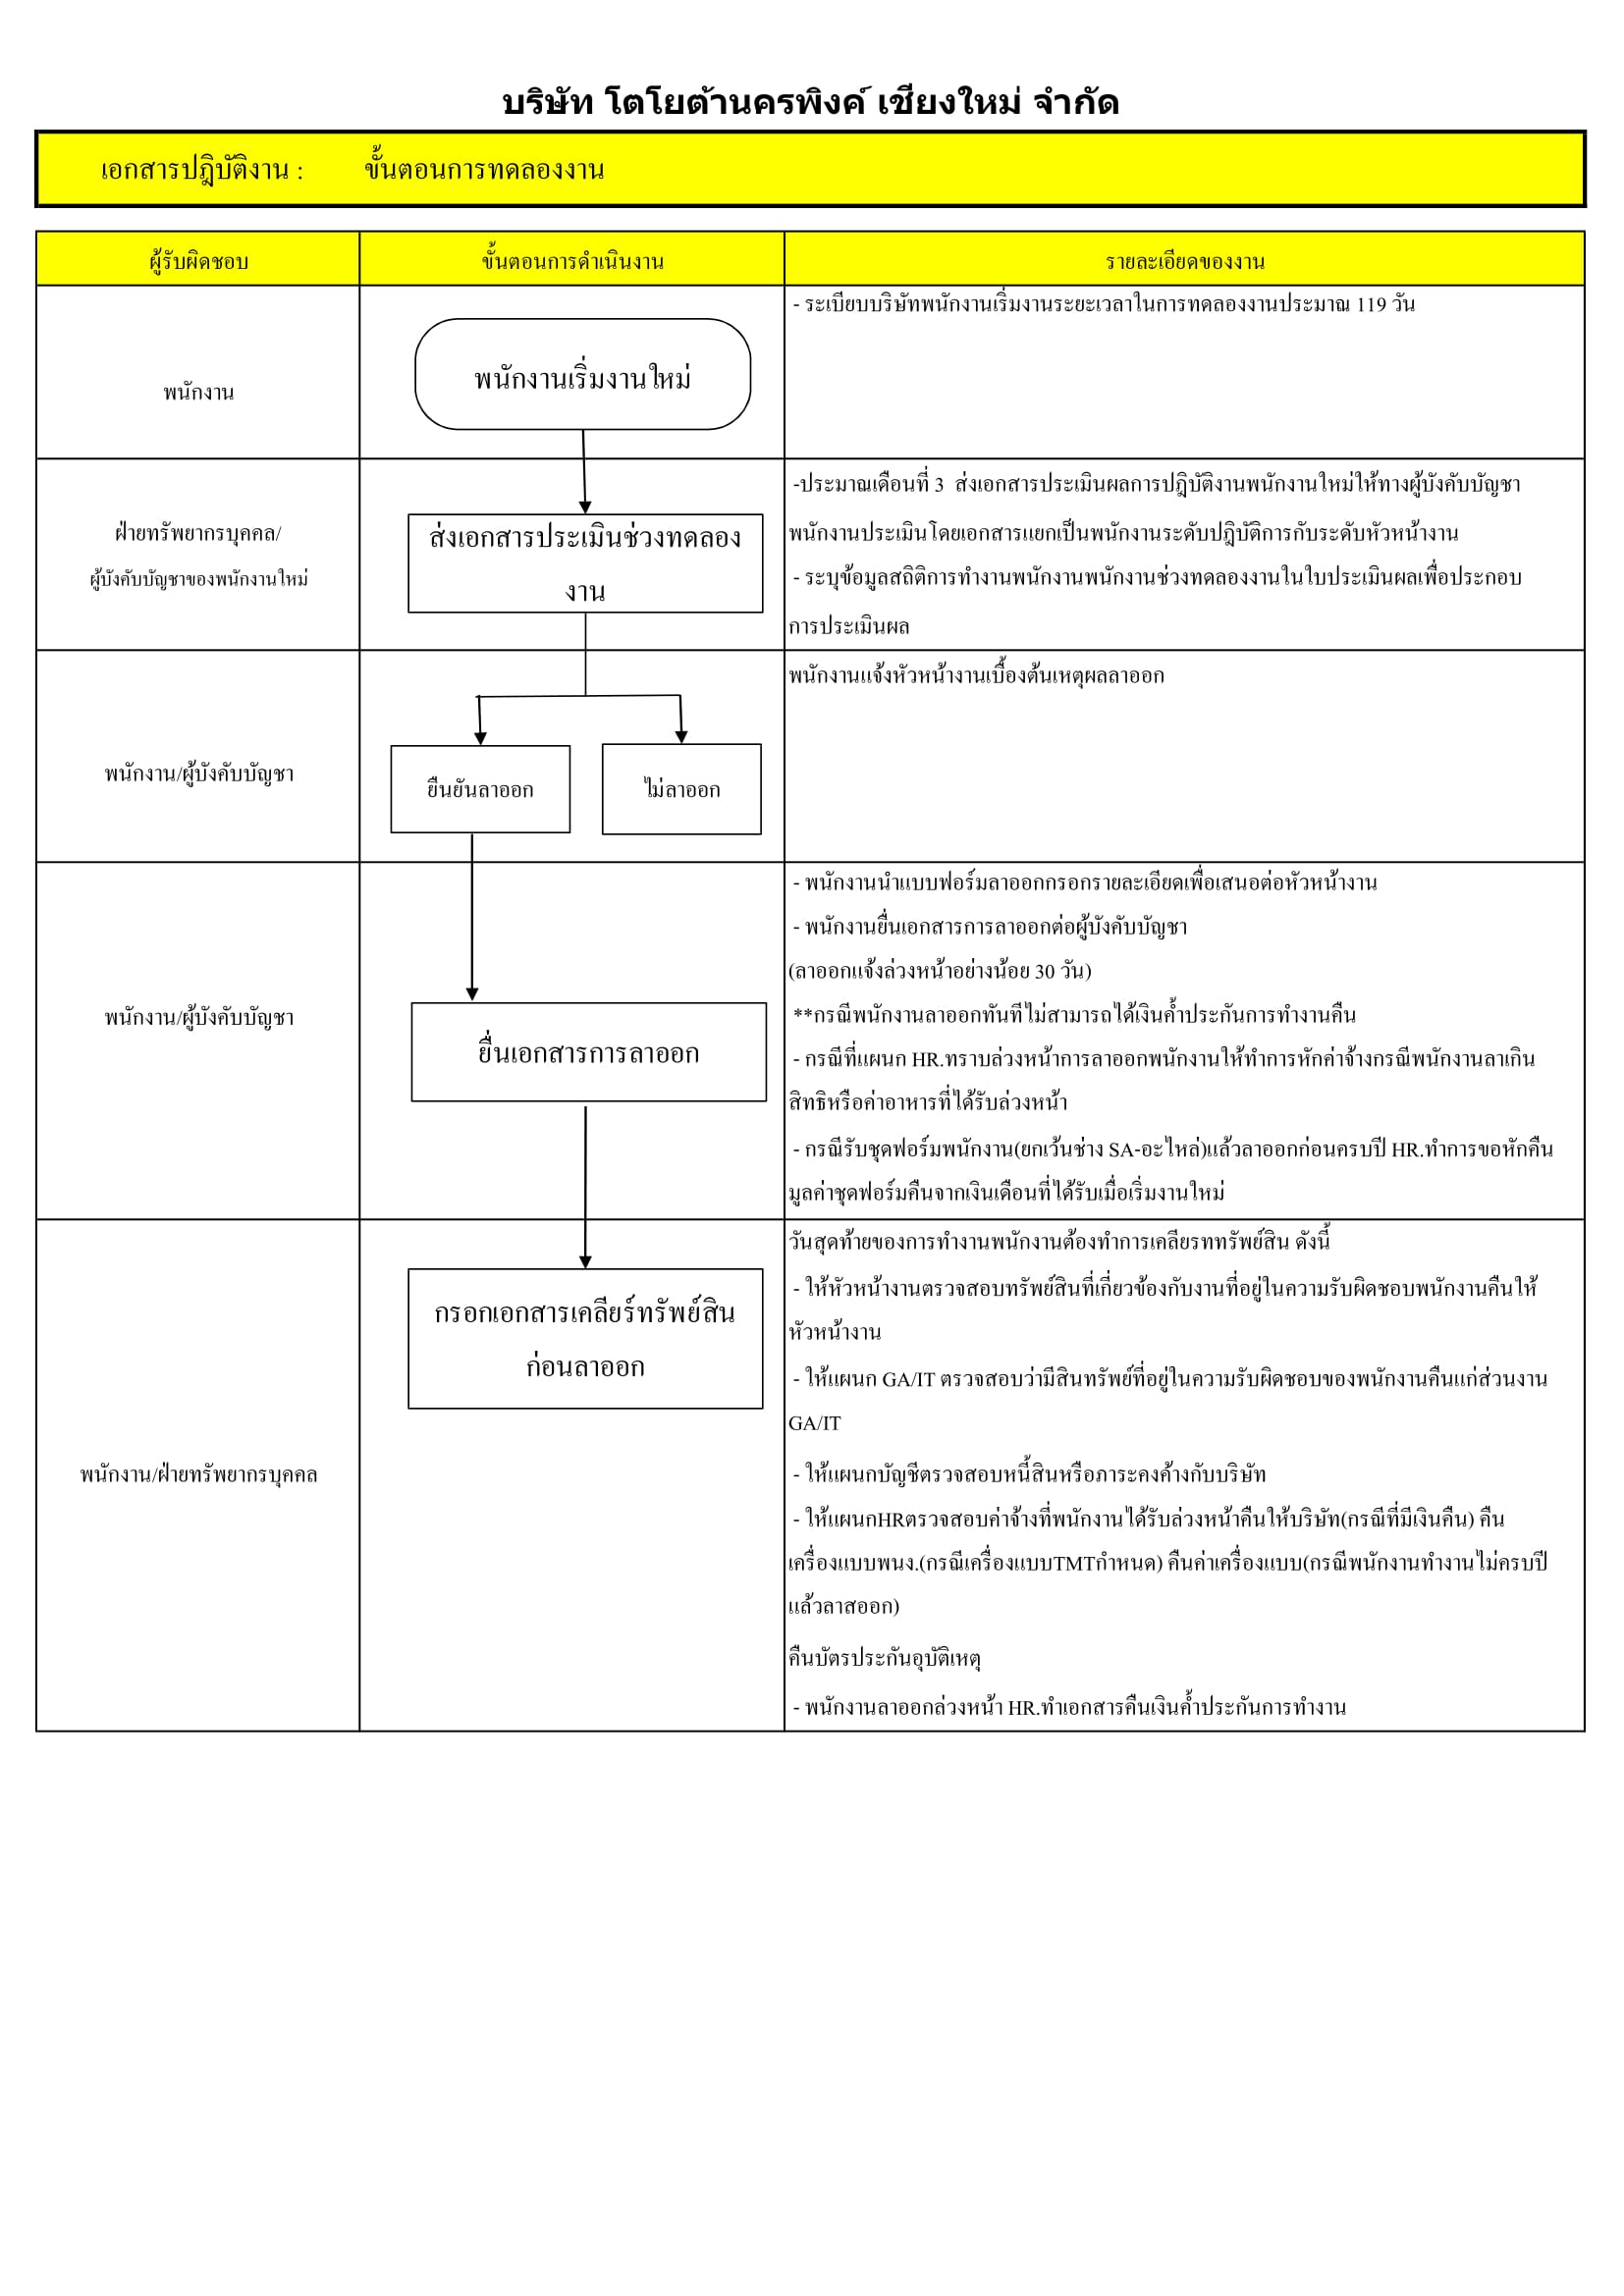 บริษัท โตโยต้านครพิงค์ เชียงใหม่ จำกัด
เอกสารปฎิบัติงาน : ขั้นตอนการทดลองงาน
ผู้รับผิดชอบ ขั้นตอนการดำเนินงาน รายละเอียดของงาน
พนักงาน
พนักงานเริ่มงานใหม่
- ระเบียบบริษัทพนักงานเริ่มงานระยะเวลาในการทดลองงานประมาณ 119 วัน
ฝ่ายทรัพยากรบุคคล/
ผู้บังคับบัญชาของพนักงานใหม่
ส่งเอกสารประเมินช่วงทดลอง
งาน
-ประมาณเดือนที่ 3 ส่งเอกสารประเมินผลการปฎิบัติงานพนักงานใหม่ให้ทางผู้บังคับบัญชา
พนักงานประเมินโดยเอกสารแยกเป็นพนักงานระดับปฎิบัติการกับระดับหัวหน้างาน
- ระบุข้อมูลสถิติการทำงานพนักงานพนักงานช่วงทดลองงานในใบประเมินผลเพื่อประกอบ
การประเมินผล
พนักงาน/ผู้บังคับบัญชา
ยืนยันลาออก
ไม่ลาออก
พนักงานแจ้งหัวหน้างานเบื้องต้นเหตุผลลาออก
พนักงาน/ผู้บังคับบัญชา
ยื่นเอกสารการลาออก
- พนักงานนำแบบฟอร์มลาออกกรอกรายละเอียดเพื่อเสนอต่อหัวหน้างาน
- พนักงานยื่นเอกสารการลาออกต่อผู้บังคับบัญชา
(ลาออกแจ้งล่วงหน้าอย่างน้อย 30 วัน)
**กรณีพนักงานลาออกทันทีไม่สามารถได้เงินค้ำประกันการทำงานคืน
- กรณีที่แผนก HR.ทราบล่วงหน้าการลาออกพนักงานให้ทำการหักค่าจ้างกรณีพนักงานลาเกิน
สิทธิหรือค่าอาหารที่ได้รับล่วงหน้า
- กรณีรับชุดฟอร์มพนักงาน(ยกเว้นช่าง SA-อะไหล่)แล้วลาออกก่อนครบปี HR.ทำการขอหักคืน
มูลค่าชุดฟอร์มคืนจากเงินเดือนที่ได้รับเมื่อเริ่มงานใหม่
พนักงาน/ฝ่ายทรัพยากรบุคคล
กรอกเอกสารเคลียร์ทรัพย์สิน
ก่อนลาออก
วันสุดท้ายของการทำงานพนักงานต้องทำการเคลียรททรัพย์สิน ดังนี้
- ให้หัวหน้างานตรวจสอบทรัพย์สินที่เกี่ยวข้องกับงานที่อยู่ในความรับผิดชอบพนักงานคืนให้
หัวหน้างาน
- ให้แผนก GA/IT ตรวจสอบว่ามีสินทรัพย์ที่อยู่ในความรับผิดชอบของพนักงานคืนแก่ส่วนงาน
GA/IT
- ให้แผนกบัญชีตรวจสอบหนี้สินหรือภาระคงค้างกับบริษัท
- ให้แผนกHRตรวจสอบค่าจ้างที่พนักงานได้รับล่วงหน้าคืนให้บริษัท(กรณีที่มีเงินคืน) คืน
เครื่องแบบพนง.(กรณีเครื่องแบบTMTกำหนด) คืนค่าเครื่องแบบ(กรณีพนักงานทำงานไม่ครบปี
แล้วลาสออก)
คืนบัตรประกันอุบัติเหตุ
- พนักงานลาออกล่วงหน้า HR.ทำเอกสารคืนเงินค้ำประกันการทำงาน